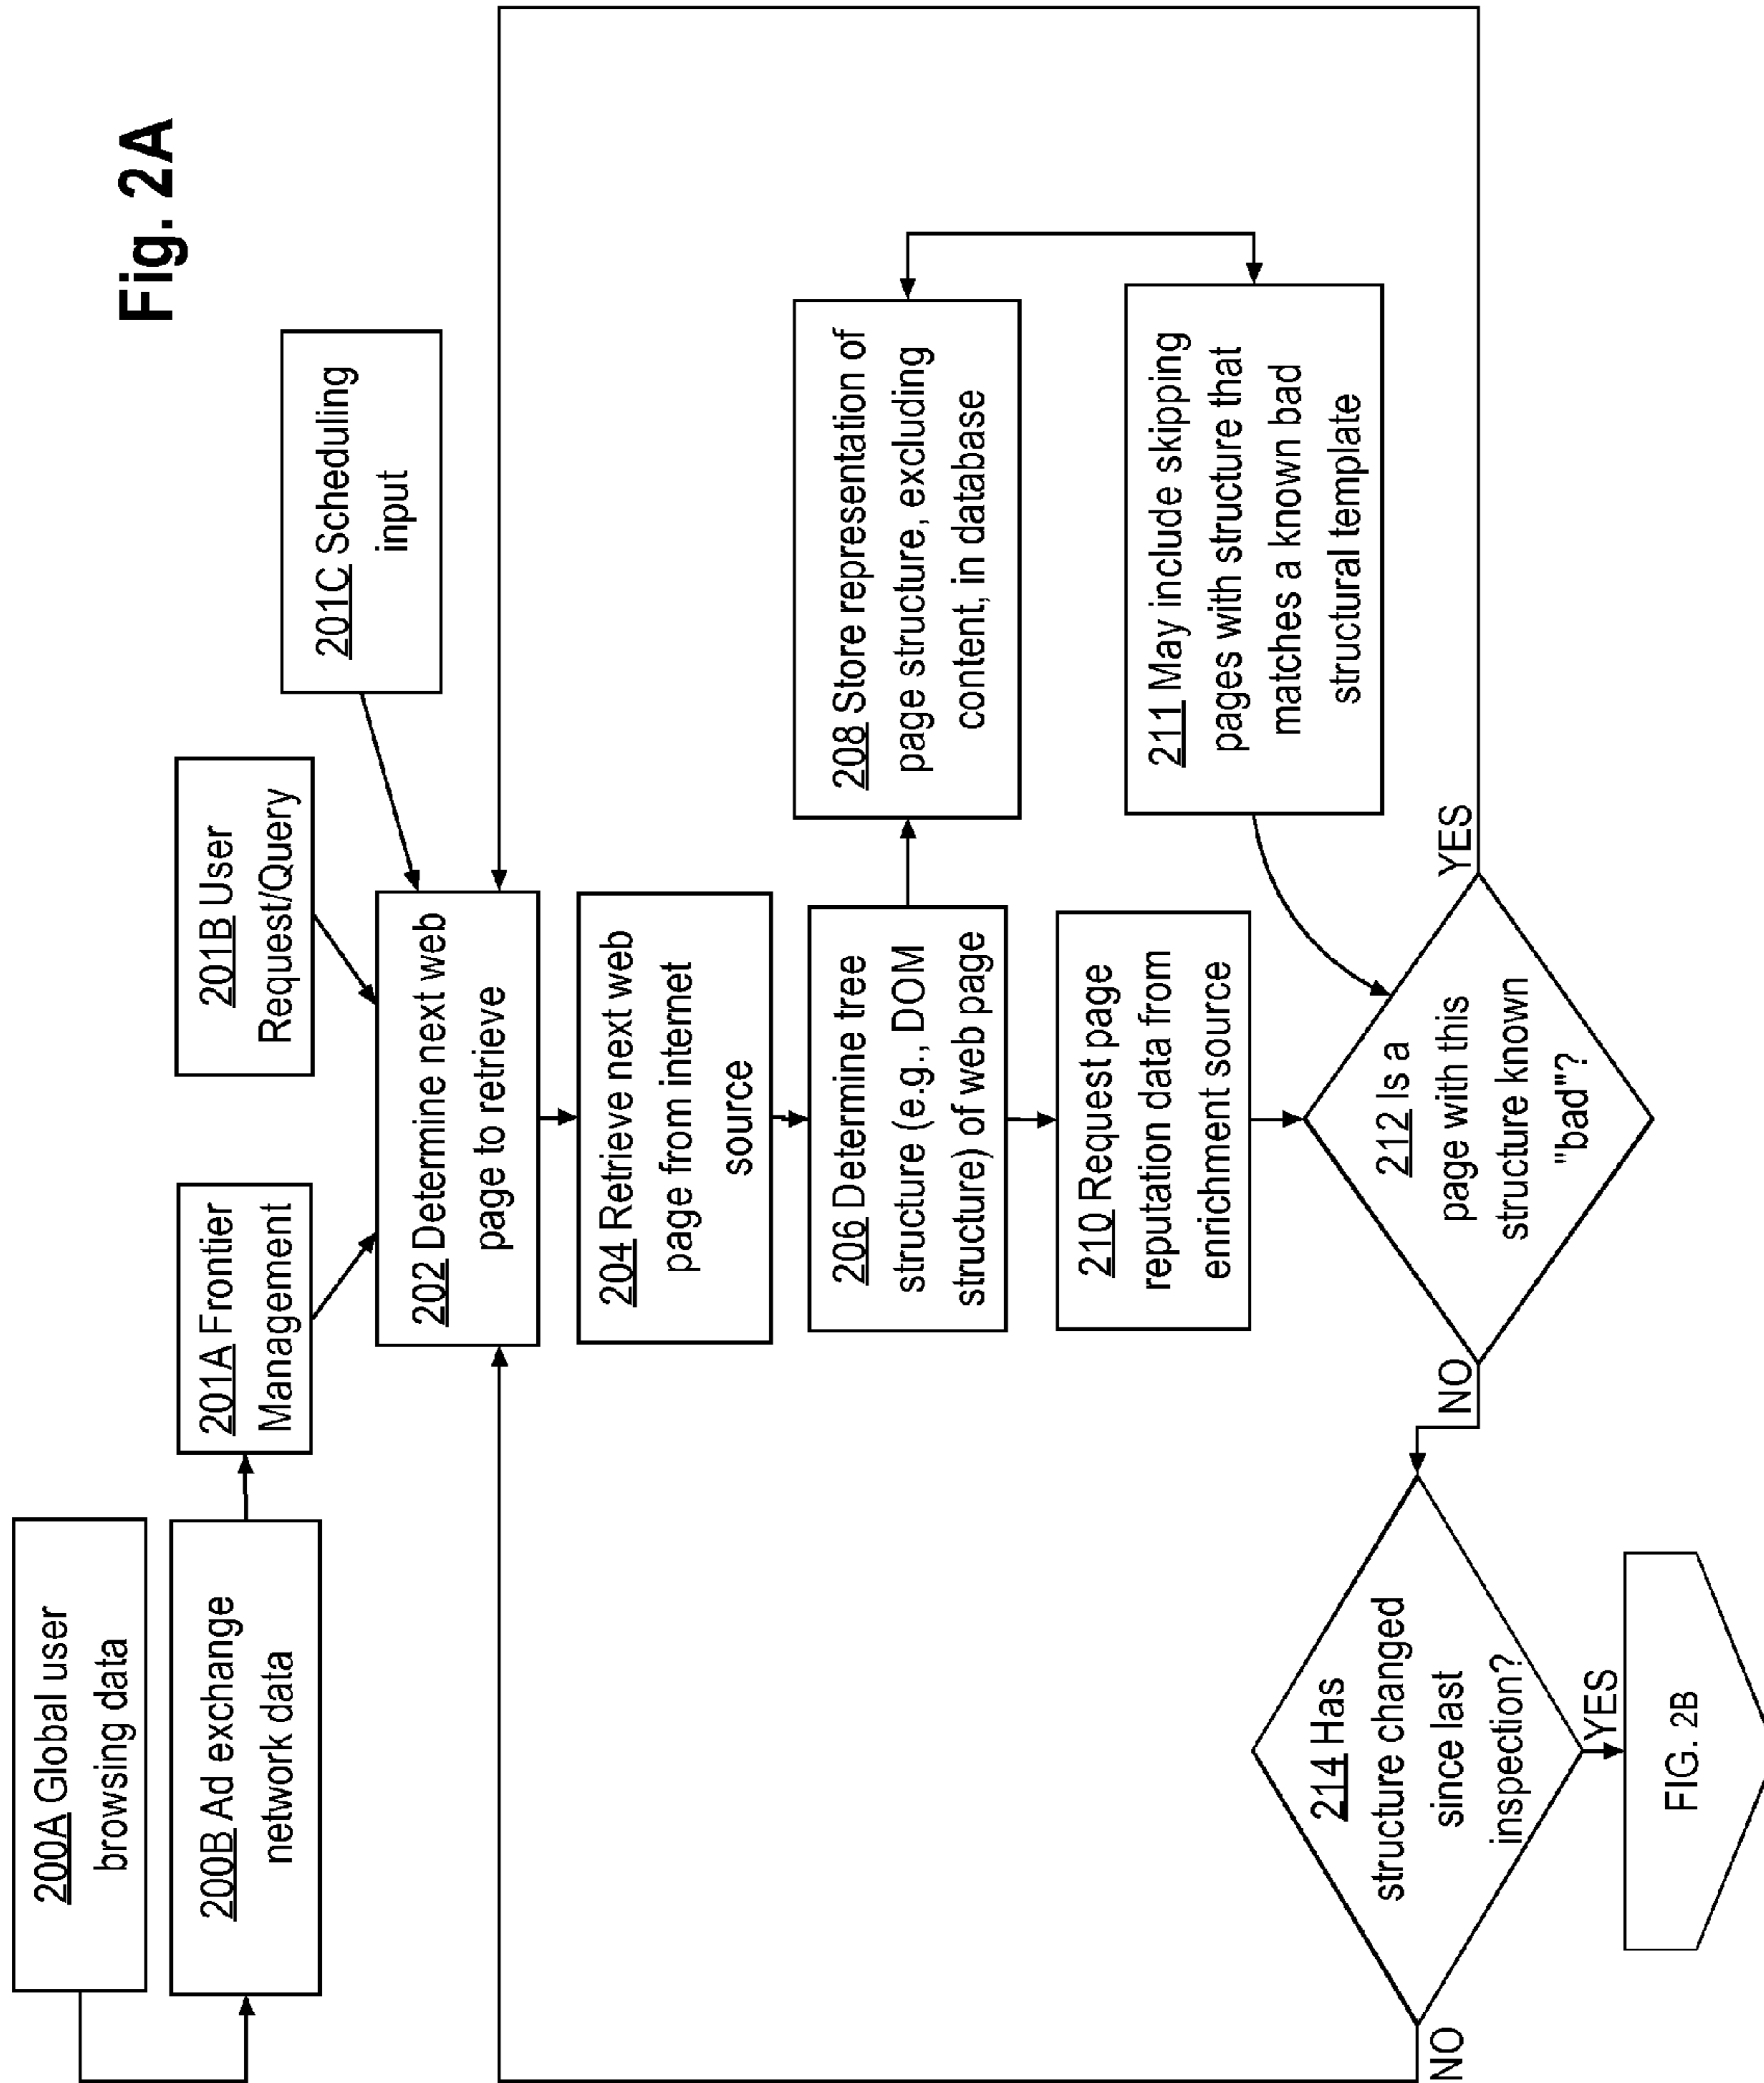 Fig. 2A
200A Global user
browsing data
200B Ad exchange
network data
201A Frontier
Management
201B User
Request/Query
201C Scheduling
input
202 Determine next web
page to retrieve
204 Retrieve next web
page from internet
source
206 Determine tree
structure (e.g., DOM
structure) of web page
208 Store representation of
page structure, excluding
content, in database
210 Request page
reputation data from
enrichment source
211 May include skipping
pages with structure that
matches a known bad
structural template
212 Is a
page with this
structure known
"bad"?
YES
NO
214 Has
structure changed
since last
inspection?
NO
YES
FIG. 2B